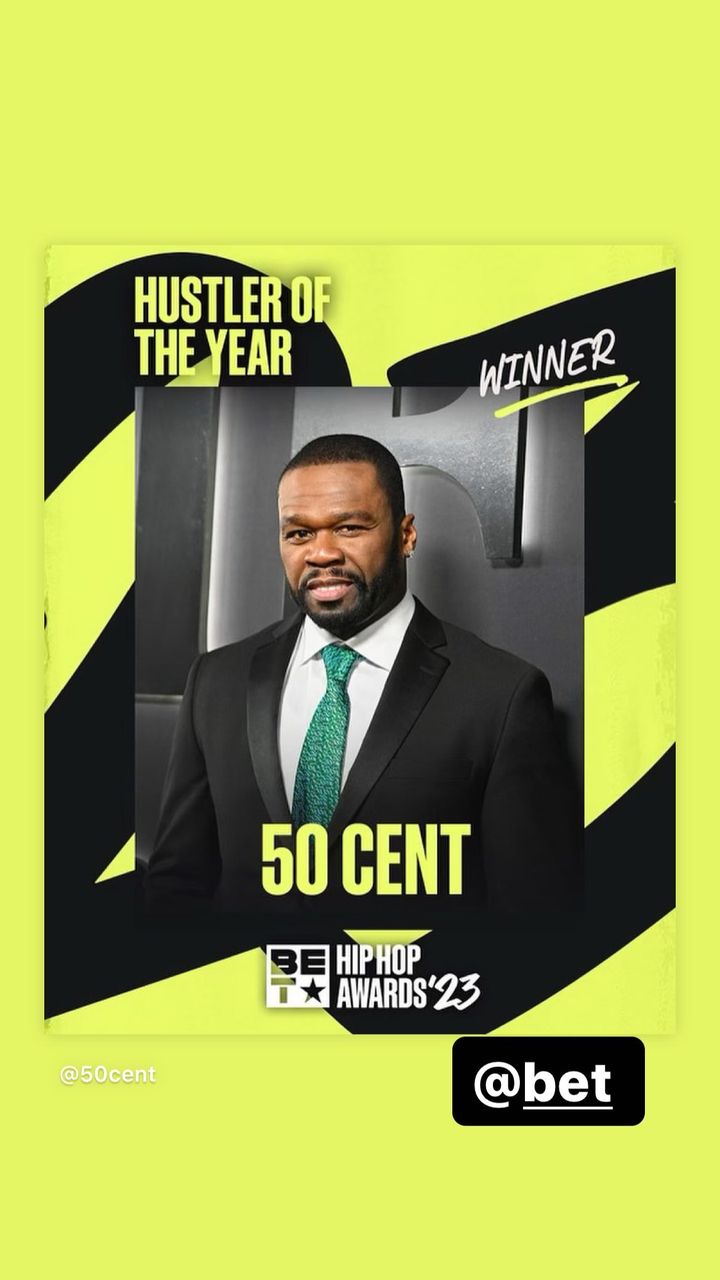 HUSTLER OF
THE YEAR
WINNER
50 CENT
BET
HIP HOP
AWARDS '23
@50cent
@bet